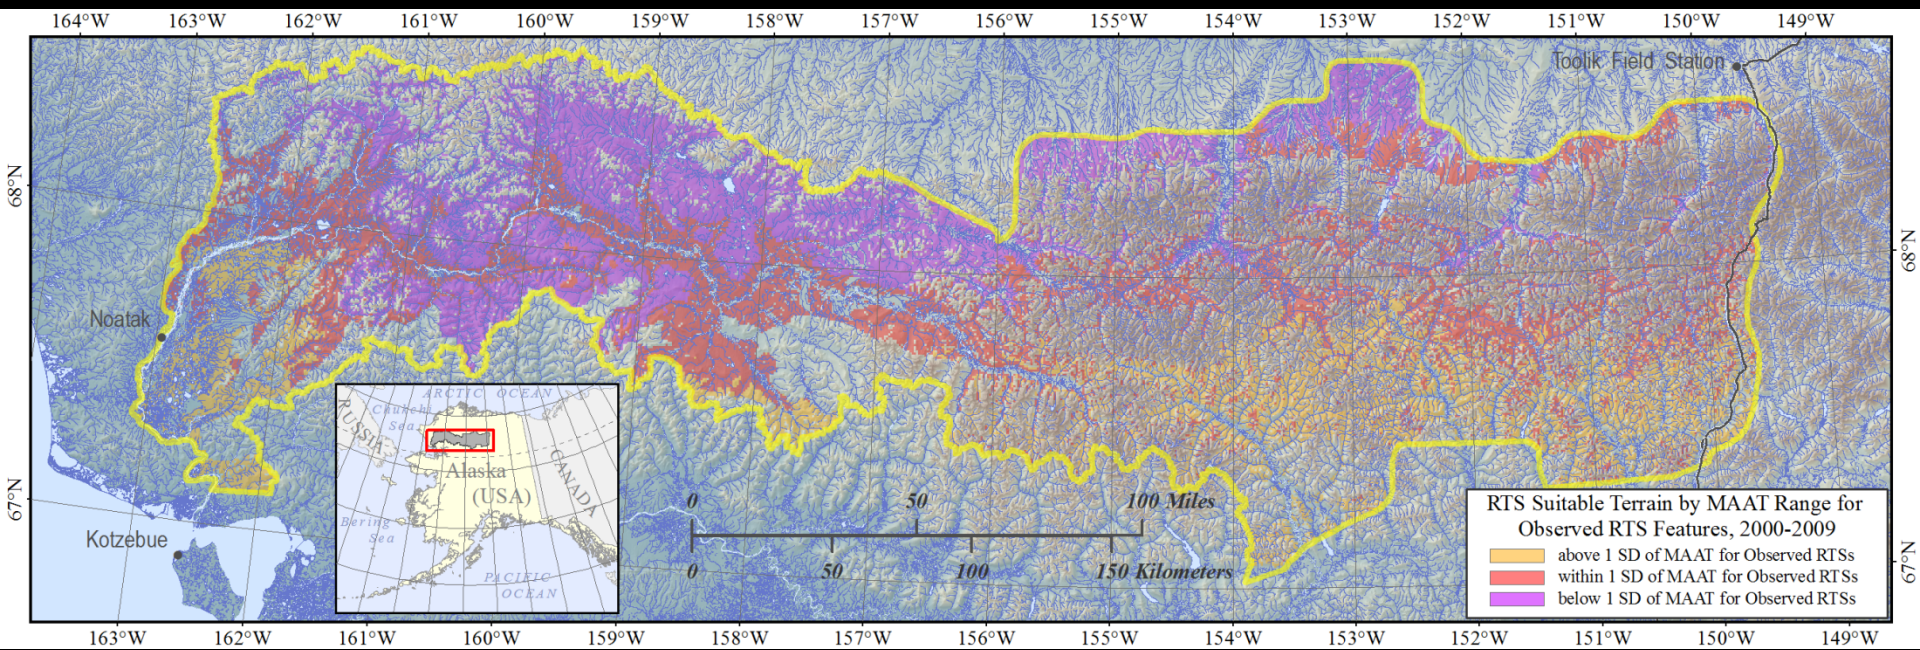 164°W 163°W 162°W 161°W 160°W 159°W 158°W 157°W 156°W 155°W 154°W 153°W 152°W 151°W 150°W 149°W
Toolik Field Station
68°N
68°N
Noatak
67°N
Kotzebue
ARCTIC OCEAN
Chukchi
Sea
RUSSIA
Alaska
(USA)
CANADA
Bering
Sea
PACIFIC
OCEAN
0 50 100 Miles
0 50 100 150 Kilometers
RTS Suitable Terrain by MAAT Range for
Observed RTS Features, 2000-2009
above 1 SD of MAAT for Observed RTSs
within 1 SD of MAAT for Observed RTSs
below 1 SD of MAAT for Observed RTSs
67°N
163°W 162°W 161°W 160°W 159°W 158°W 157°W 156°W 155°W 154°W 153°W 152°W 151°W 150°W 149°W